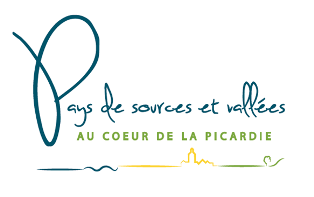 Pays de sources et vallées
AU COEUR DE LA PICARDIE